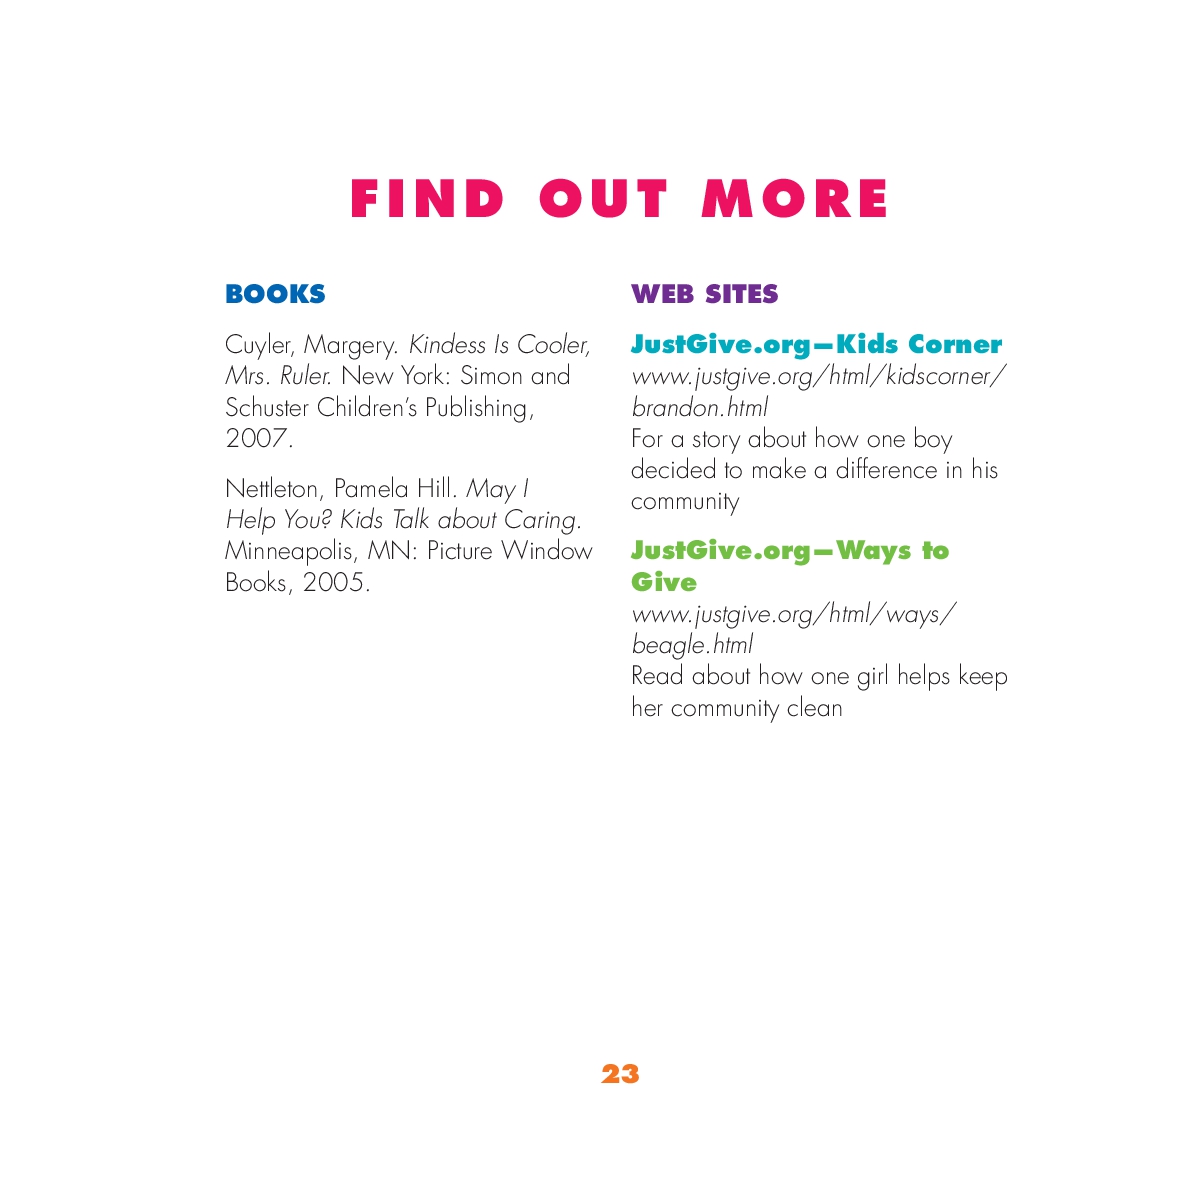 FIND OUT MORE
BOOKS
Cuyler, Margery. Kindess Is Cooler,
Mrs. Ruler. New York: Simon and
Schuster Children’s Publishing,
2007.
Nettleton, Pamela Hill. May I
Help You? Kids Talk about Caring.
Minneapolis, MN: Picture Window
Books, 2005.
WEB SITES
JustGive.org—Kids Corner
www.justgive.org/html/kidscorner/
brandon.html
For a story about how one boy
decided to make a difference in his
community
JustGive.org—Ways to
Give
www.justgive.org/html/ways/
beagle.html
Read about how one girl helps keep
her community clean
23